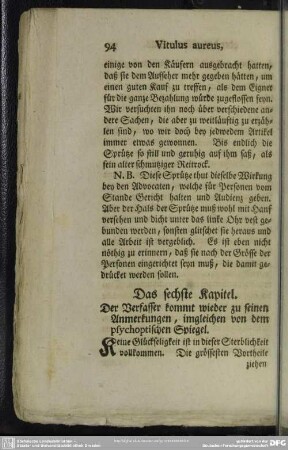 94 Vitulus aureus,
einige von den Käufern ausgebracht hatten,
daß sie dem Aufseher mehr gegeben hätten, um
einen guten Kauf zu treffen, als dem Eigner
für die ganze Bezahlung würde zugeflossen seyn.
Wir versuchten ihn noch über verschiedene an-
dere Sachen, die aber zu weitläuftig zu erzäh-
len sind, wo wir doch bey jedwedem Artikel
immer etwas gewonnen. Bis endlich die
Sprütze so still und geruhig auf ihm saß, als
sein alter schmutziger Reitrock.
N. B. Diese Sprütze thut dieselbe Wirkung
bey den Advocaten, welche für Personen vom
Stande Gericht halten und Audienz geben.
Aber der Hals der Sprütze muß wohl mit Hanf
versehen und dicht unter das linke Ohr vest ge-
bunden werden, sonsten glitschet sie heraus und
alle Arbeit ist vergeblich. Es ist eben nicht
nöthig zu erinnern, daß sie nach der Grösse der
Personen eingerichtet seyn muß, die damit ge-
drücket werden sollen.
Das sechste Kapitel.
Der Verfasser kommt wieder zu seinen
Anmerkungen, imgleichen von dem
psychoptischen Spiegel.
Keine Glückseligkeit ist in dieser Sterblichkeit
vollkommen. Die grössesten Vortheile
ziehen